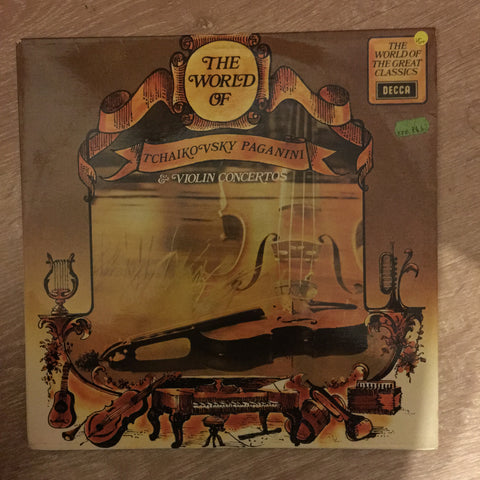 THE
WORLD
OF
TCHAIKOVSKY PAGANINI
& VIOLIN CONCERTOS
THE
WORLD OF
THE GREAT
CLASSICS
DECCA